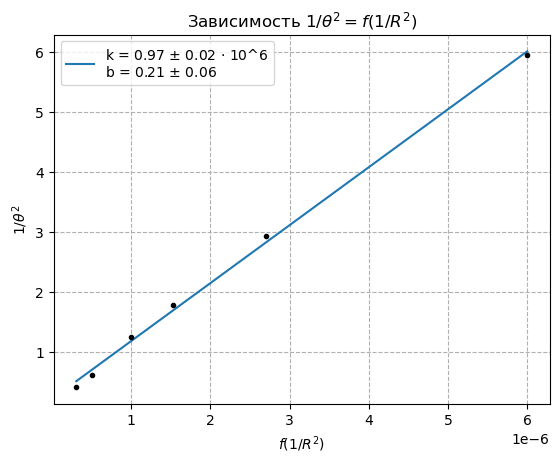 Зависимость 1/θ² = f(1/R²)
k = 0.97 ± 0.02 · 10^6
b = 0.21 ± 0.06
1/θ²
6
5
4
3
2
1
1 2 3 4 5 6
1e−6
f(1/R²)